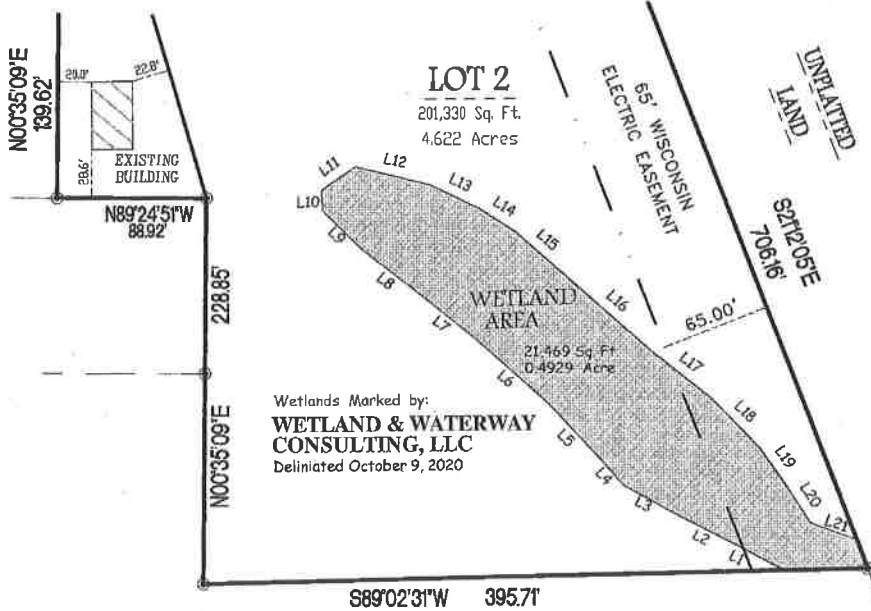 N00°35'09"E
139.62'
20.0'
22.8'
28.6'
EXISTING
BUILDING
N89°24'51"W
88.92'
LOT 2
201,330 Sq. Ft.
4.622 Acres
65' WISCONSIN
ELECTRIC EASEMENT
UNPLATTED
LAND
S21°12'05"E
706.16'
65.00'
L11
L12
L10
L13
L14
L9
L15
L8
L16
L7
L17
L6
L18
L5
L19
L4
L20
L3
L21
L2
L1
WETLAND
AREA
21,469 Sq Ft
0.4929 Acre
228.85'
N00°35'09"E
Wetlands Marked by:
WETLAND & WATERWAY
CONSULTING, LLC
Deliniated October 9, 2020
S89°02'31"W 395.71'